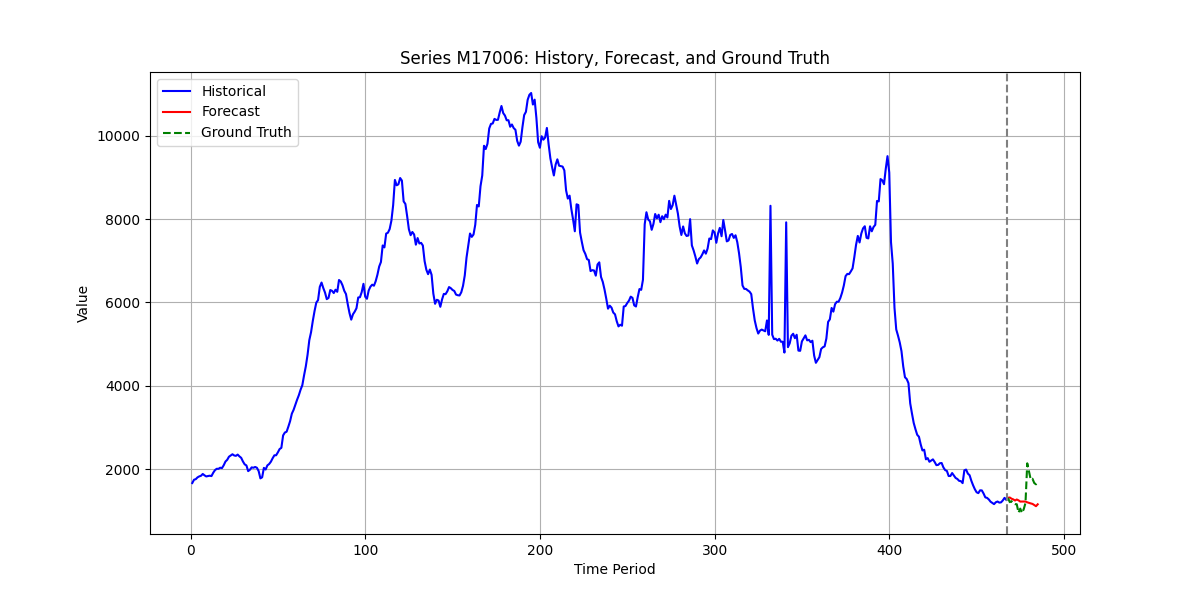 Series M17006: History, Forecast, and Ground Truth
Historical
Forecast
Ground Truth
10000
8000
6000
4000
2000
Value
0
100
200
300
400
500
Time Period